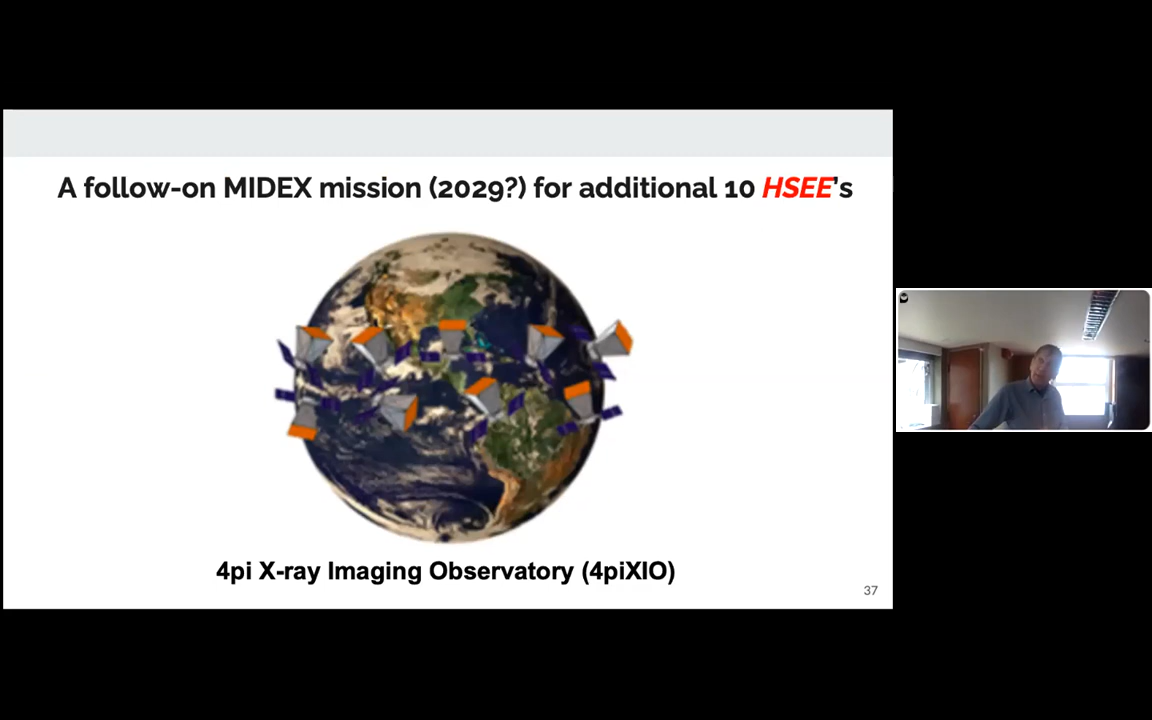 A follow-on MIDEX mission (2029?) for additional 10 HSEE's
4pi X-ray Imaging Observatory (4piXIO)
37